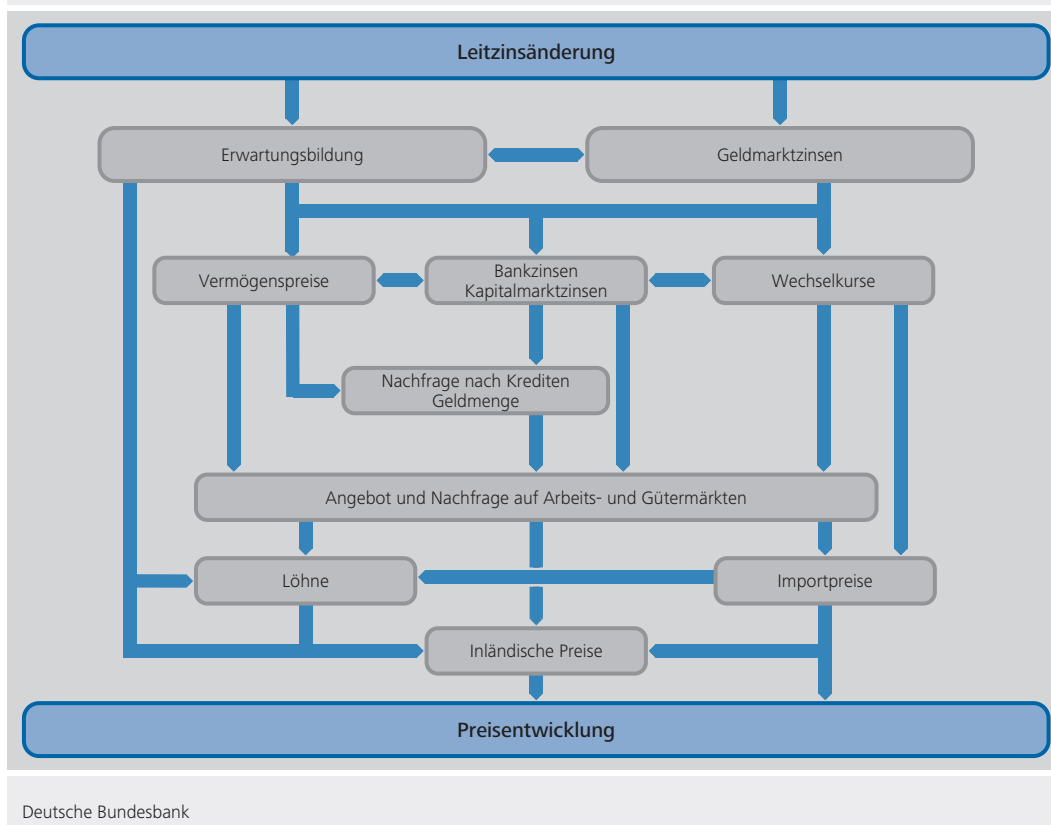 Leitzinsänderung
Erwartungsbildung
Geldmarktzinsen
Vermögenspreise
Bankzinsen
Kapitalmarktzinsen
Wechselkurse
Nachfrage nach Krediten
Geldmenge
Angebot und Nachfrage auf Arbeits- und Gütermärkten
Löhne
Importpreise
Inländische Preise
Preisentwicklung
Deutsche Bundesbank